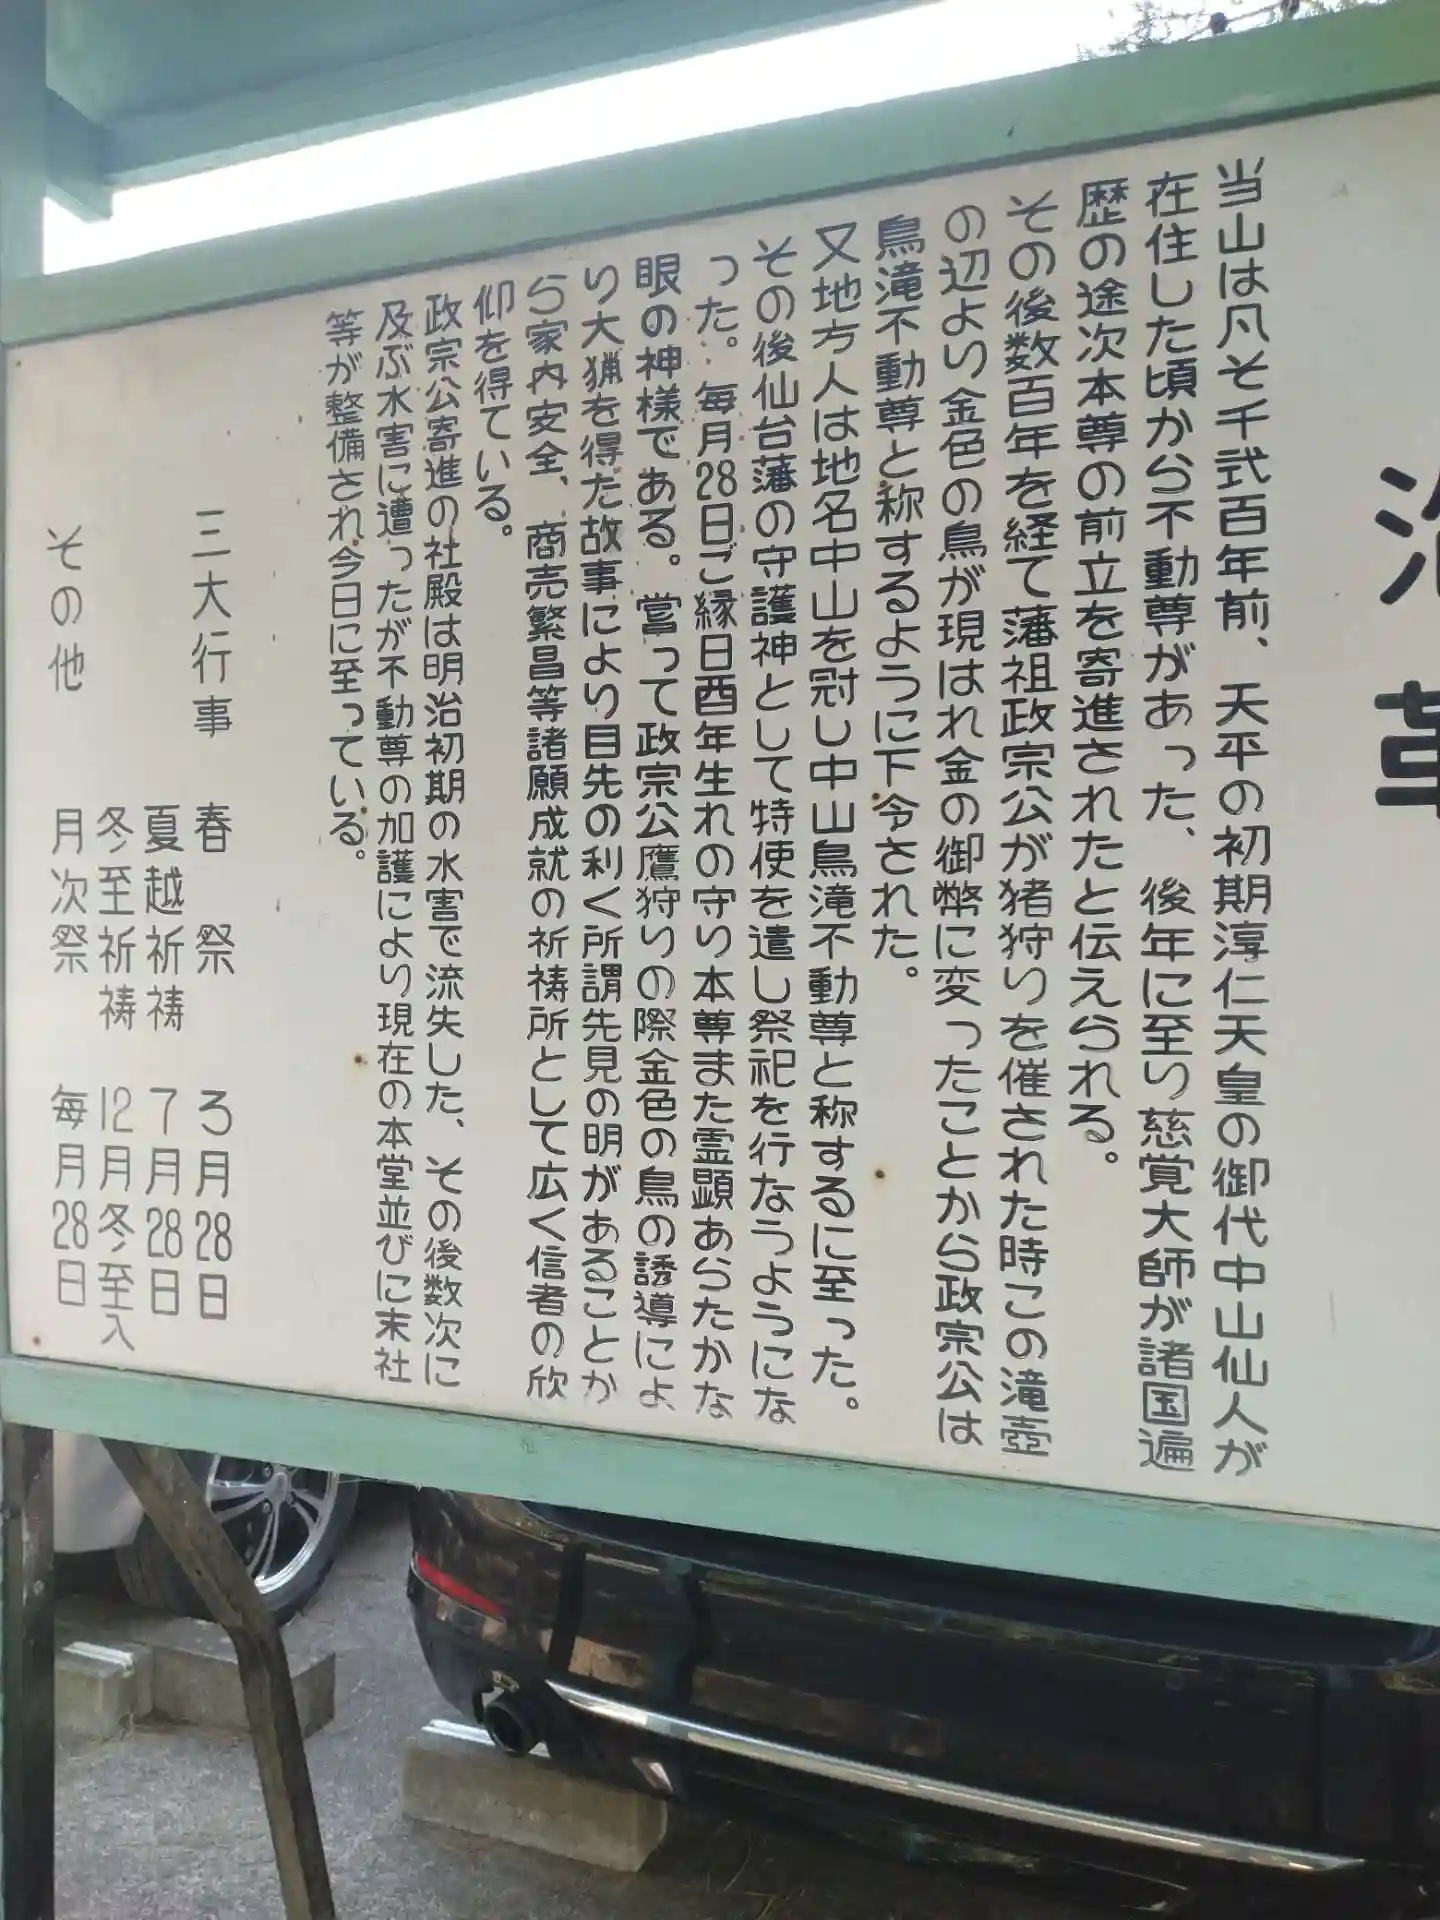 沿革
当山は凡そ千弐百年前、天平の初期淳仁天皇の御代中山仙人が
在住した頃から不動尊があった、後年に至り慈覚大師が諸国遍
歴の途次本尊の前立を寄進されたと伝えられる。
その後数百年を経て藩祖政宗公が猪狩りを催された時この滝壺
の辺より金色の鳥が現はれ金の御幣に変ったことから政宗公は
鳥滝不動尊と称するように下令された。
又地方人は地名中山を冠し中山鳥滝不動尊と称するに至った。
その後仙台藩の守護神として特使を遣し祭祀を行なうようにな
った。毎月28日ご縁日酉年生れの守り本尊また霊顕あらたかな
眼の神様である。嘗って政宗公鷹狩りの際金色の鳥の誘導によ
り大猟を得た故事により目先の利く所謂先見の明があることか
ら家内安全、商売繁昌等諸願成就の祈祷所として広く信者の欣
仰を得ている。
政宗公寄進の社殿は明治初期の水害で流失した、その後数次に
及ぶ水害に遭ったが不動尊の加護により現在の本堂並びに末社
等が整備され今日に至っている。
三大行事 春祭 3月28日
夏越祈祷 7月28日
冬至祈祷 12月冬至入
その他 月次祭 毎月28日